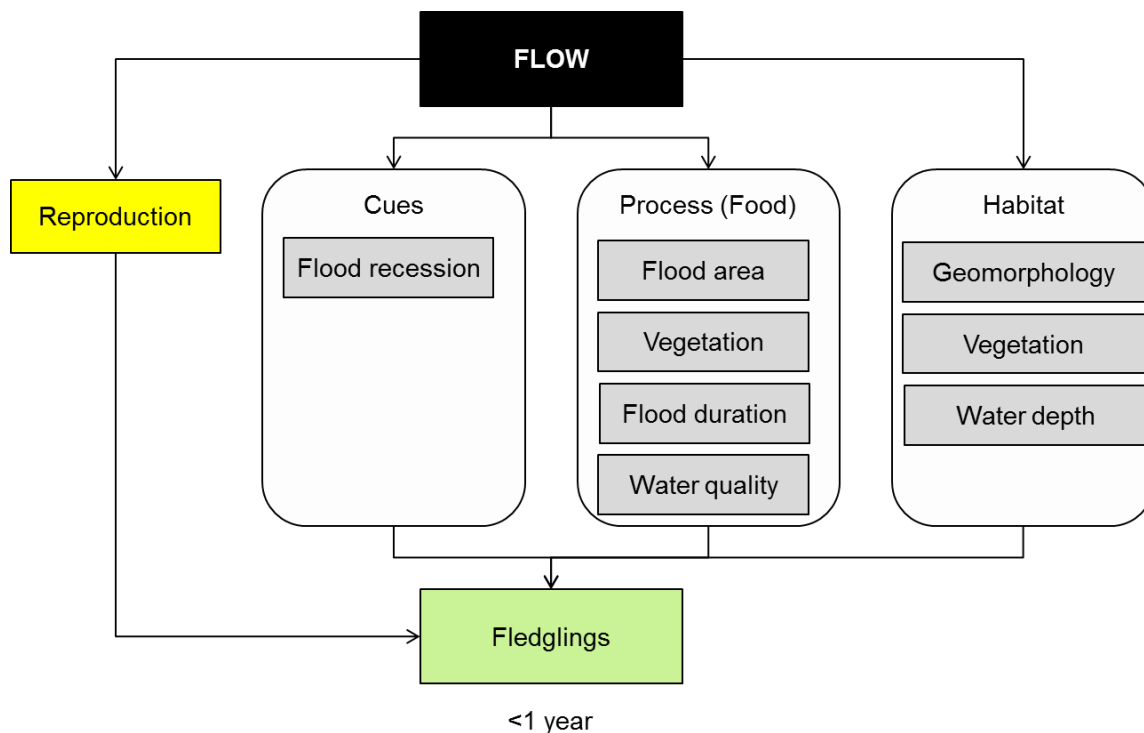 FLOW
Reproduction
Cues
Flood recession
Process (Food)
Flood area
Vegetation
Flood duration
Water quality
Habitat
Geomorphology
Vegetation
Water depth
Fledglings
<1 year